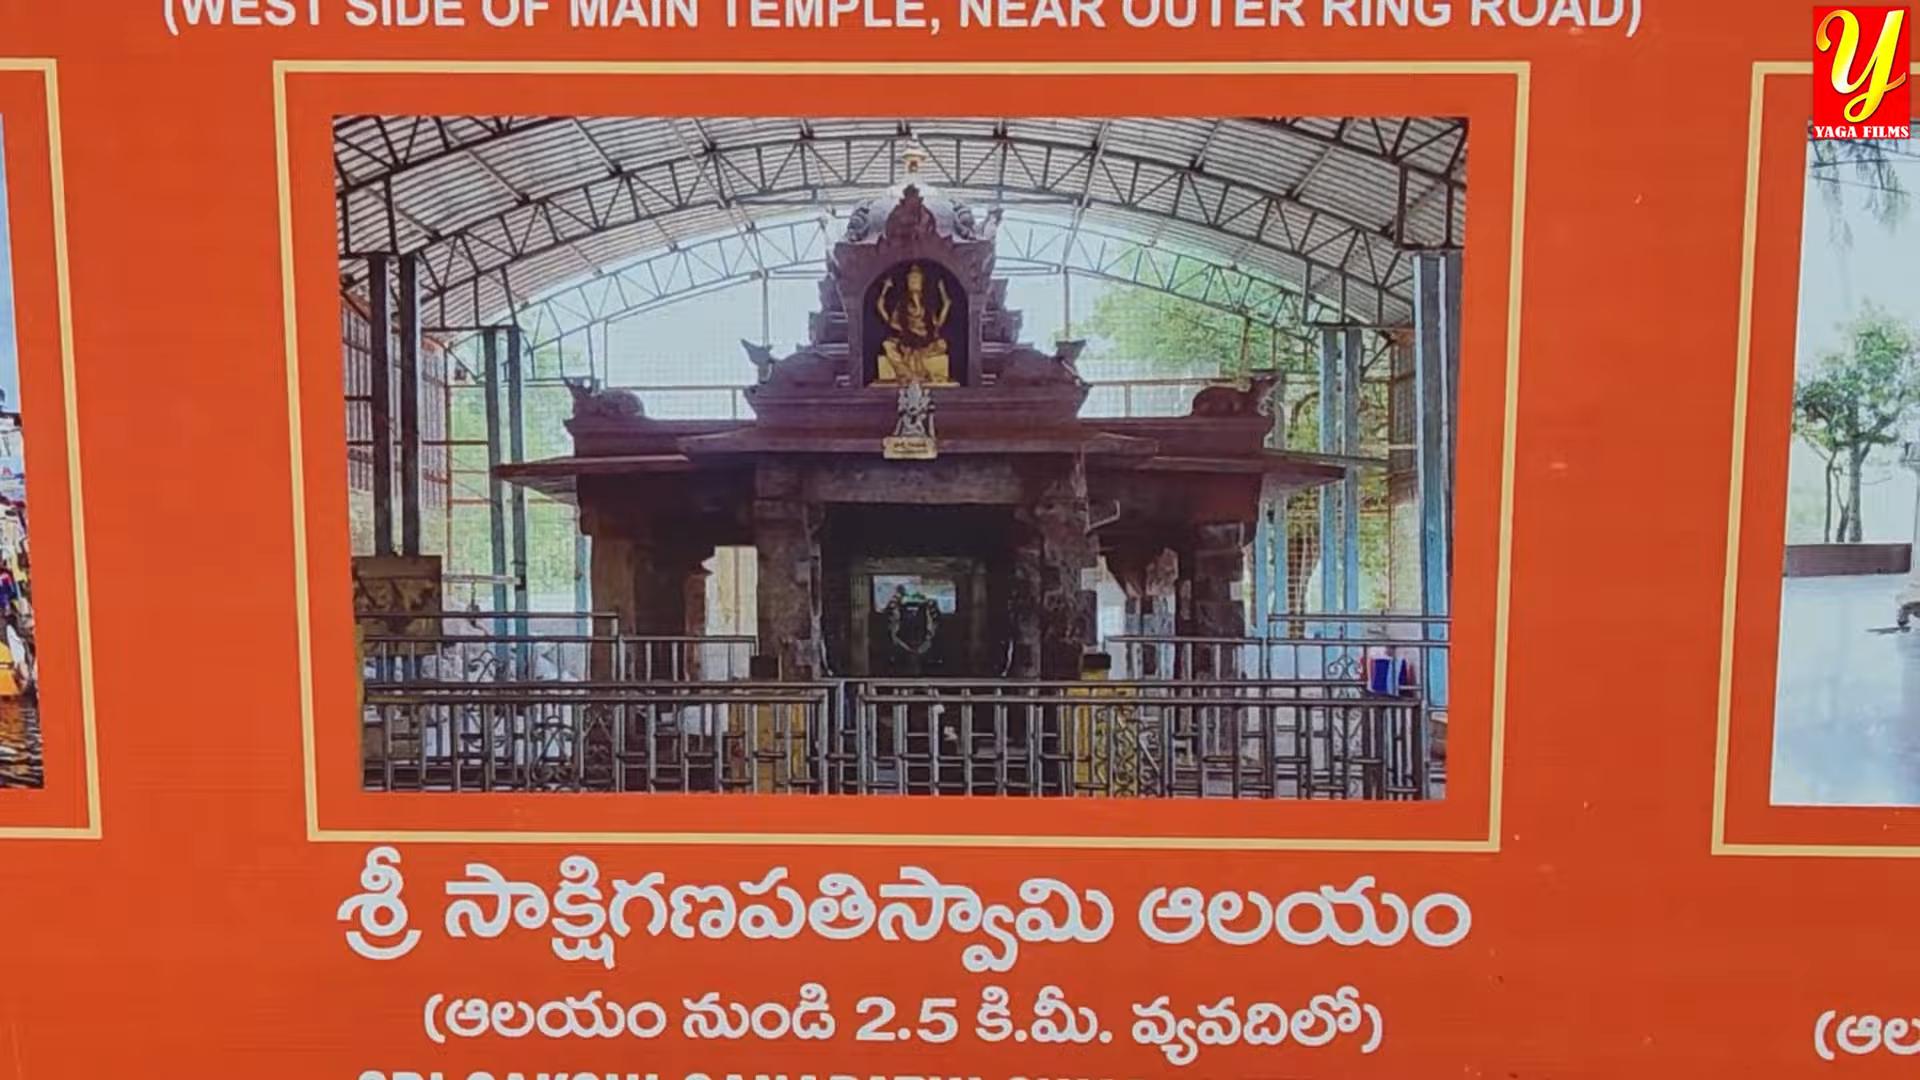 (WEST SIDE OF MAIN TEMPLE, NEAR OUTER RING ROAD)
YAGA FILMS
శ్రీ సాక్షిగణపతిస్వామి ఆలయం
(ఆలయం నుండి 2.5 కి.మీ. వ్యవధిలో)